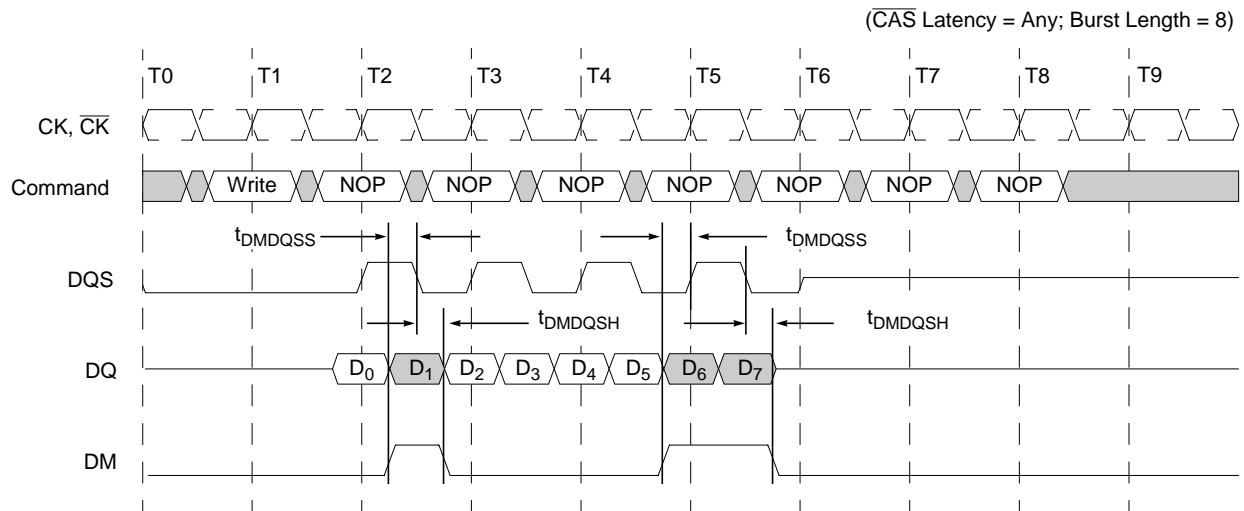 (C̅A̅S̅ Latency = Any; Burst Length = 8)
T0 T1 T2 T3 T4 T5 T6 T7 T8 T9
CK, C̅K̅
Command Write NOP NOP NOP NOP NOP NOP NOP
tDMDQSS tDMDQSS
DQS
tDMDQSH tDMDQSH
DQ D0 D1 D2 D3 D4 D5 D6 D7
DM